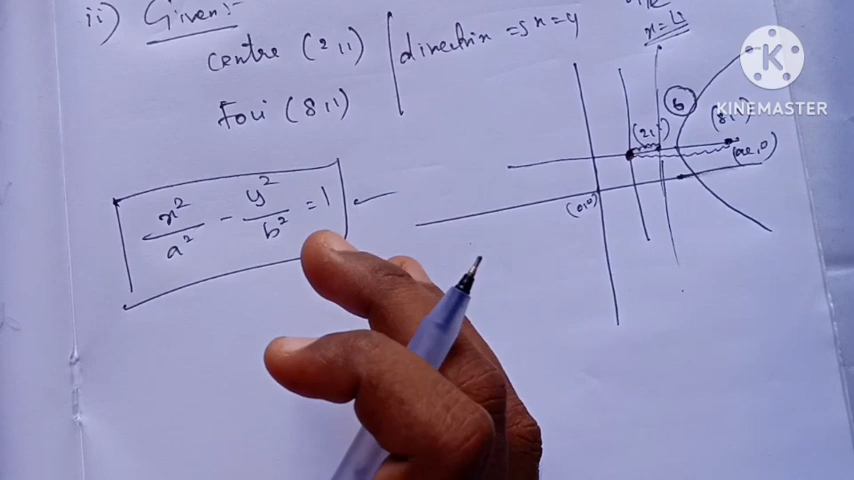 ii) Given:-
centre (2,1)
directrix => x=4
Foci (8,1)
x²/a² - y²/b² = 1
x=4
6
(2,1)
(8,1)
(ae,0)
(0,0)
K
KINEMASTER